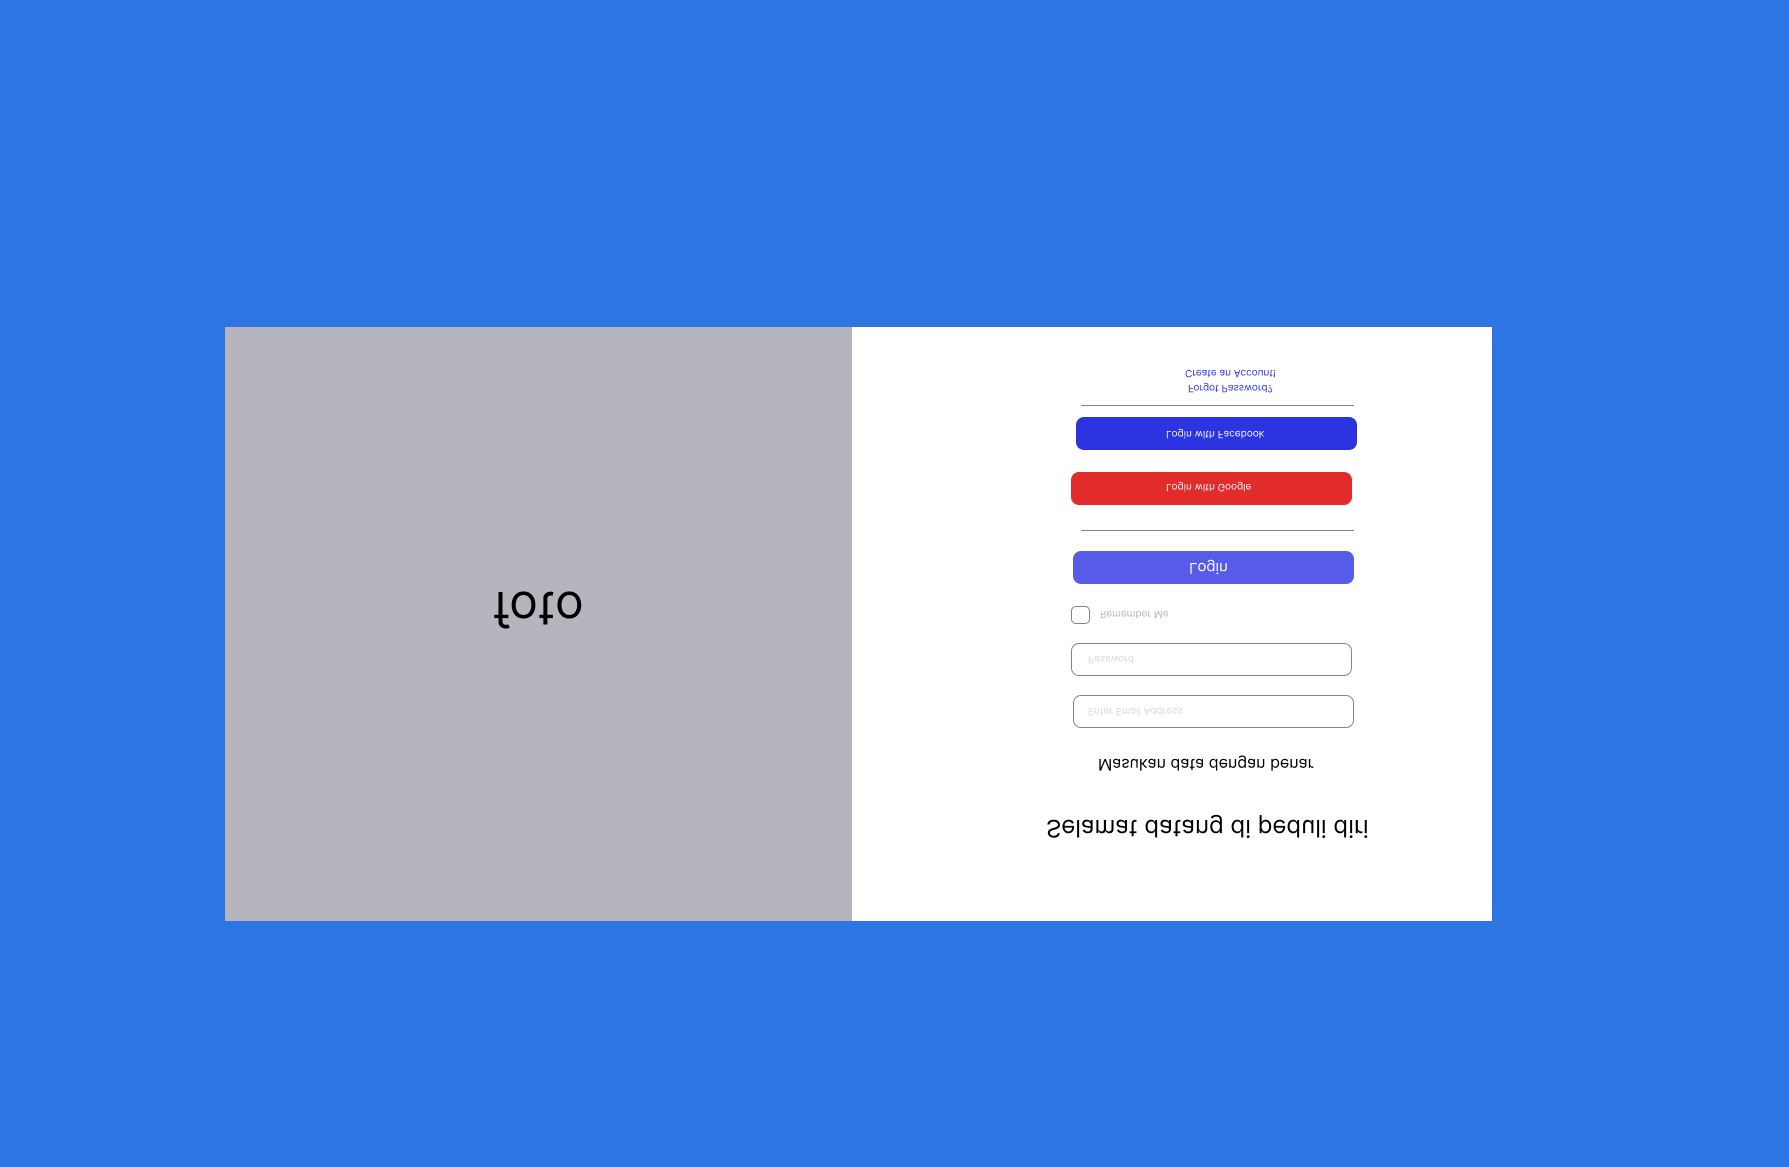 foto
Selamat datang di peduli diri
Masukan data dengan benar
Enter Email Address
Password
Remember Me
Login
Login with Google
Login with Facebook
Forgot Password?
Create an Account!